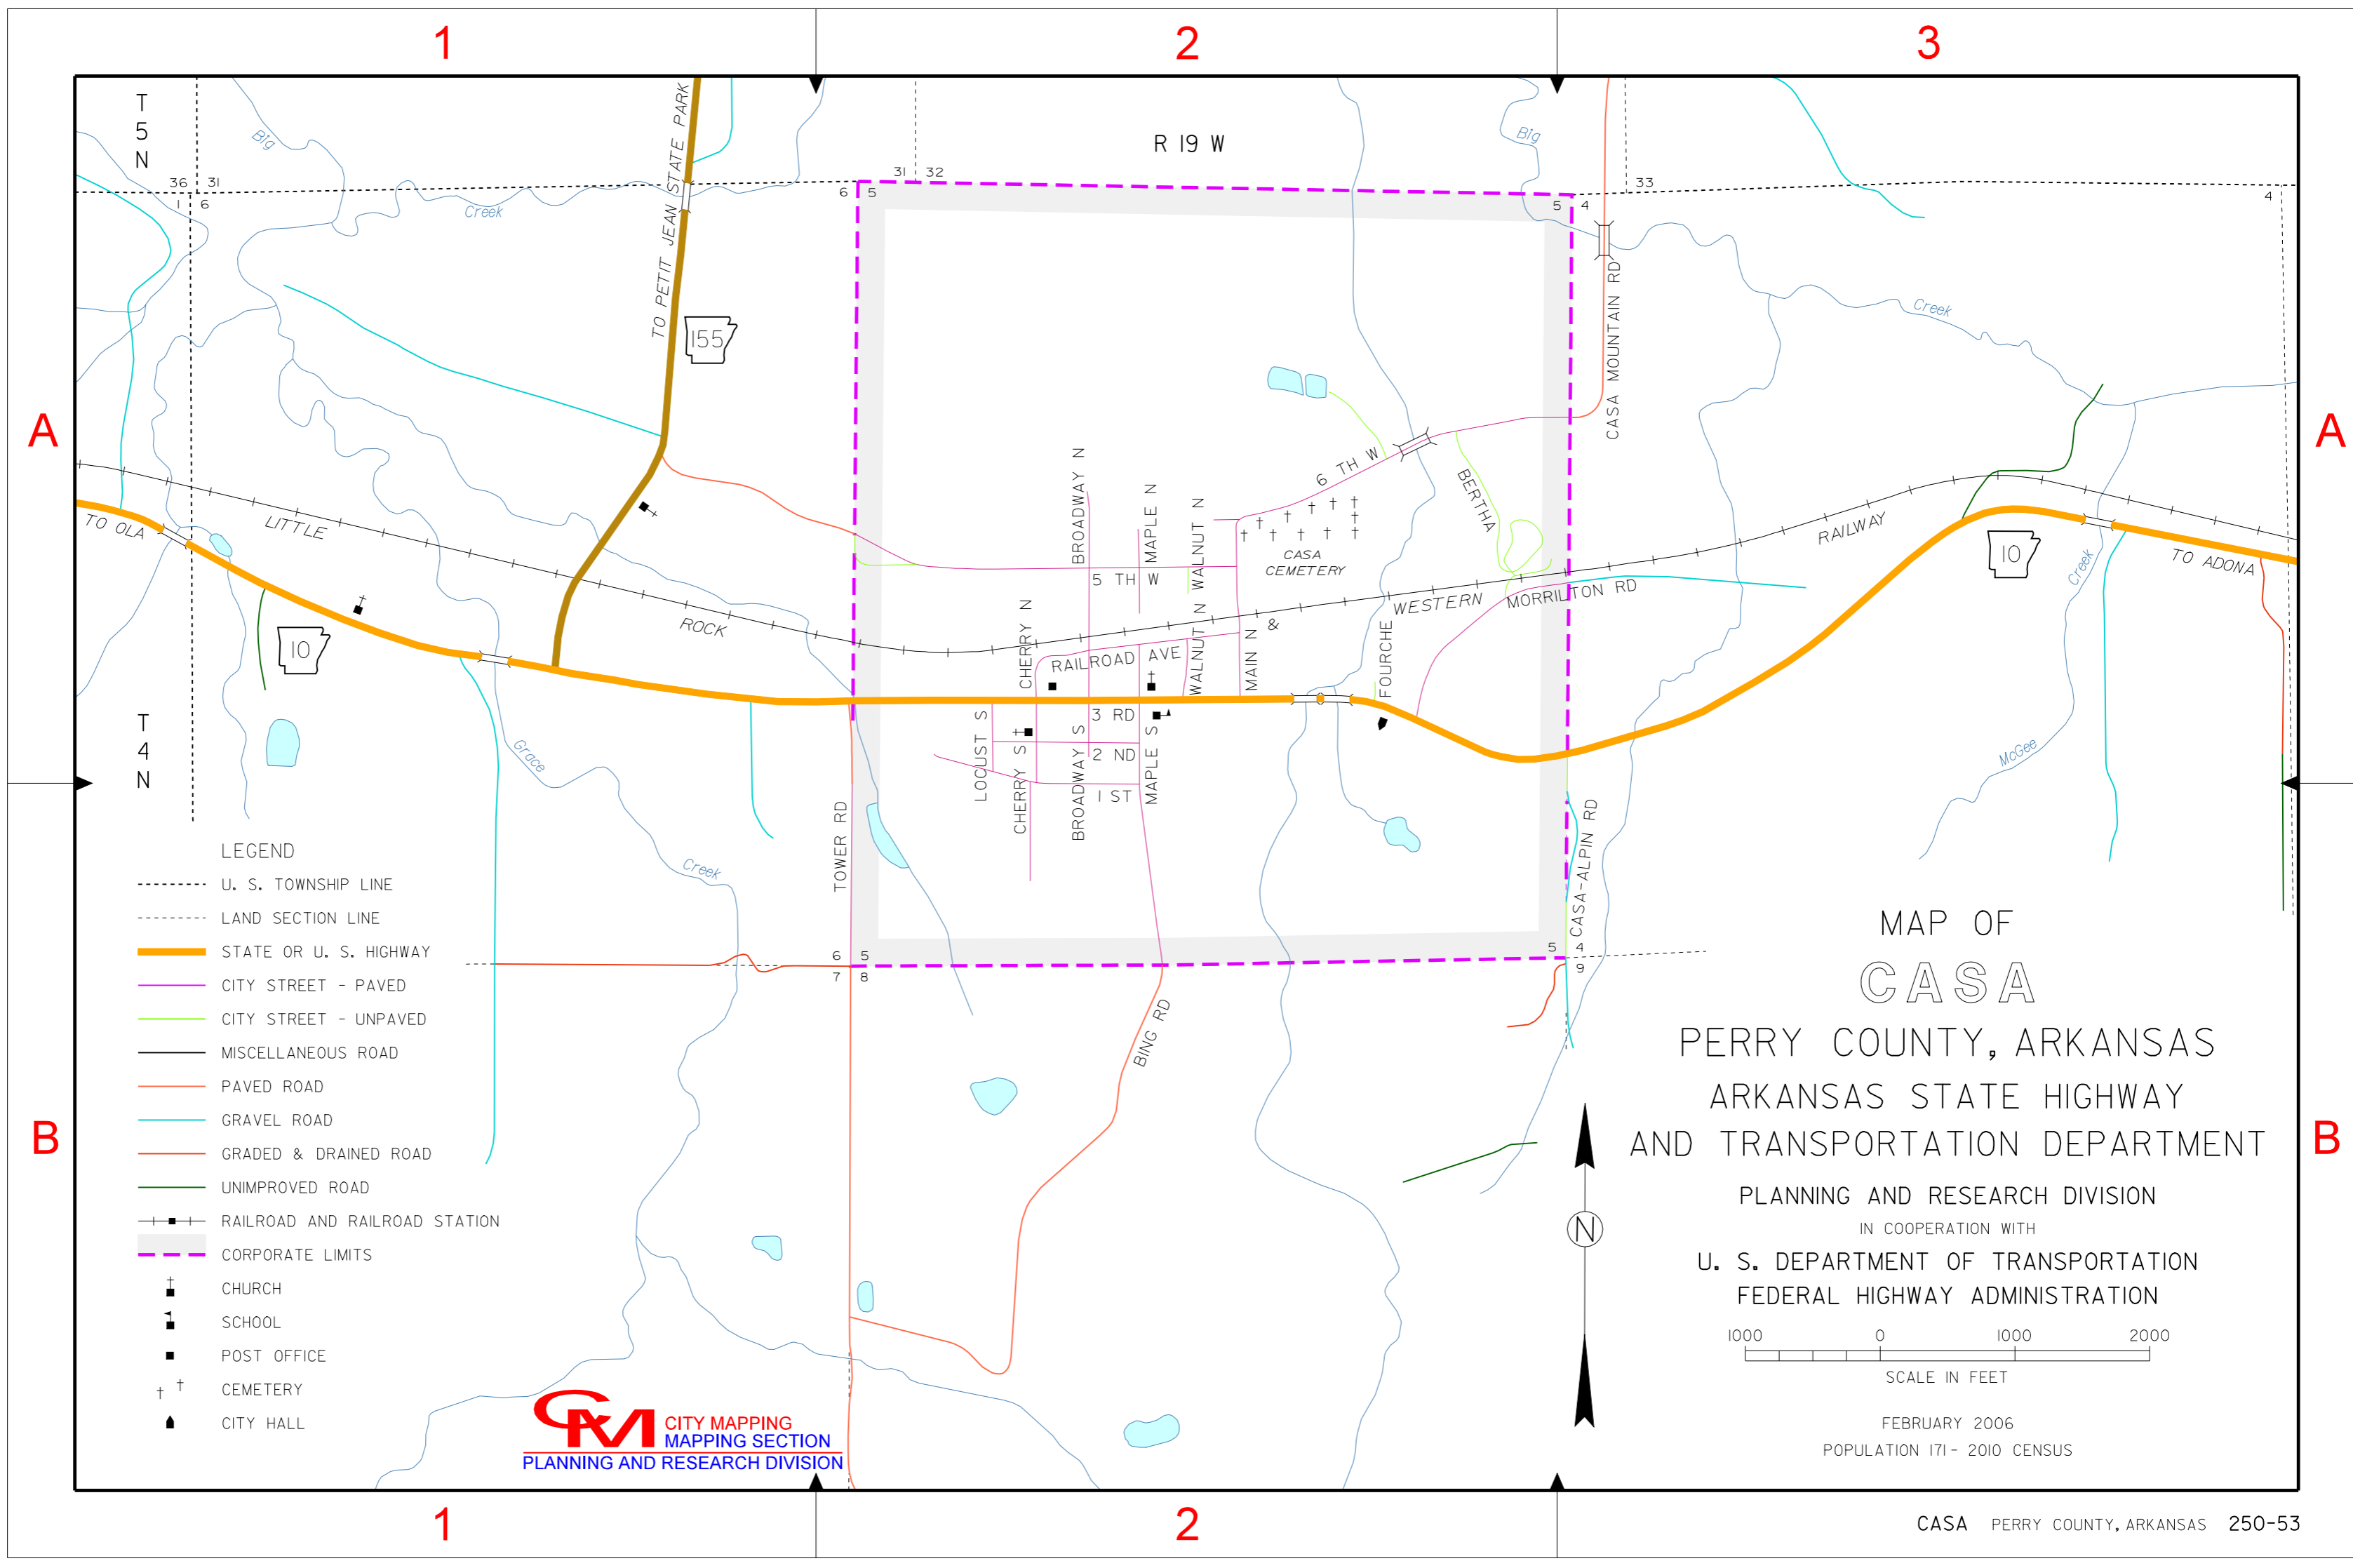 1
2
3
A
A
B
B
1
2
T
5
N
R 19 W
36
31
1
6
31
32
6
5
33
5
4
4
Big
Creek
Big
Creek
TO PETIT JEAN STATE PARK
155
CASA MOUNTAIN RD
6 TH W
BROADWAY N
MAPLE N
WALNUT N
BERTHA
CASA
CEMETERY
5 TH W
TO OLA
LITTLE
ROCK
&
WESTERN
RAILWAY
MORRILTON RD
10
10
TO ADONA
Creek
McGee
CHERRY N
RAILROAD AVE
WALNUT N
MAIN N
FOURCHE
3 RD
2 ND
1 ST
LOCUST S
CHERRY S
BROADWAY S
MAPLE S
TOWER RD
CASA-ALPIN RD
BING RD
Grace
Creek
T
4
N
6
5
7
8
5
4
9
LEGEND
U. S. TOWNSHIP LINE
LAND SECTION LINE
STATE OR U. S. HIGHWAY
CITY STREET - PAVED
CITY STREET - UNPAVED
MISCELLANEOUS ROAD
PAVED ROAD
GRAVEL ROAD
GRADED & DRAINED ROAD
UNIMPROVED ROAD
RAILROAD AND RAILROAD STATION
CORPORATE LIMITS
CHURCH
SCHOOL
POST OFFICE
CEMETERY
CITY HALL
CM
CITY MAPPING
MAPPING SECTION
PLANNING AND RESEARCH DIVISION
MAP OF
CASA
PERRY COUNTY, ARKANSAS
ARKANSAS STATE HIGHWAY
AND TRANSPORTATION DEPARTMENT
PLANNING AND RESEARCH DIVISION
IN COOPERATION WITH
U. S. DEPARTMENT OF TRANSPORTATION
FEDERAL HIGHWAY ADMINISTRATION
N
1000 0 1000 2000
SCALE IN FEET
FEBRUARY 2006
POPULATION 171 - 2010 CENSUS
CASA PERRY COUNTY, ARKANSAS 250-53